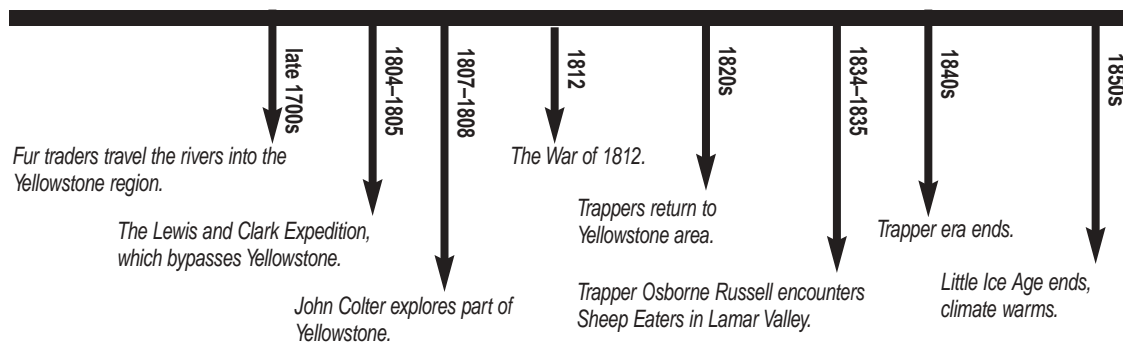 late 1700s
Fur traders travel the rivers into the
Yellowstone region.
1804–1805
The Lewis and Clark Expedition,
which bypasses Yellowstone.
1807–1808
John Colter explores part of
Yellowstone.
1812
The War of 1812.
1820s
Trappers return to
Yellowstone area.
1834–1835
Trapper Osborne Russell encounters
Sheep Eaters in Lamar Valley.
1840s
Trapper era ends.
1850s
Little Ice Age ends,
climate warms.